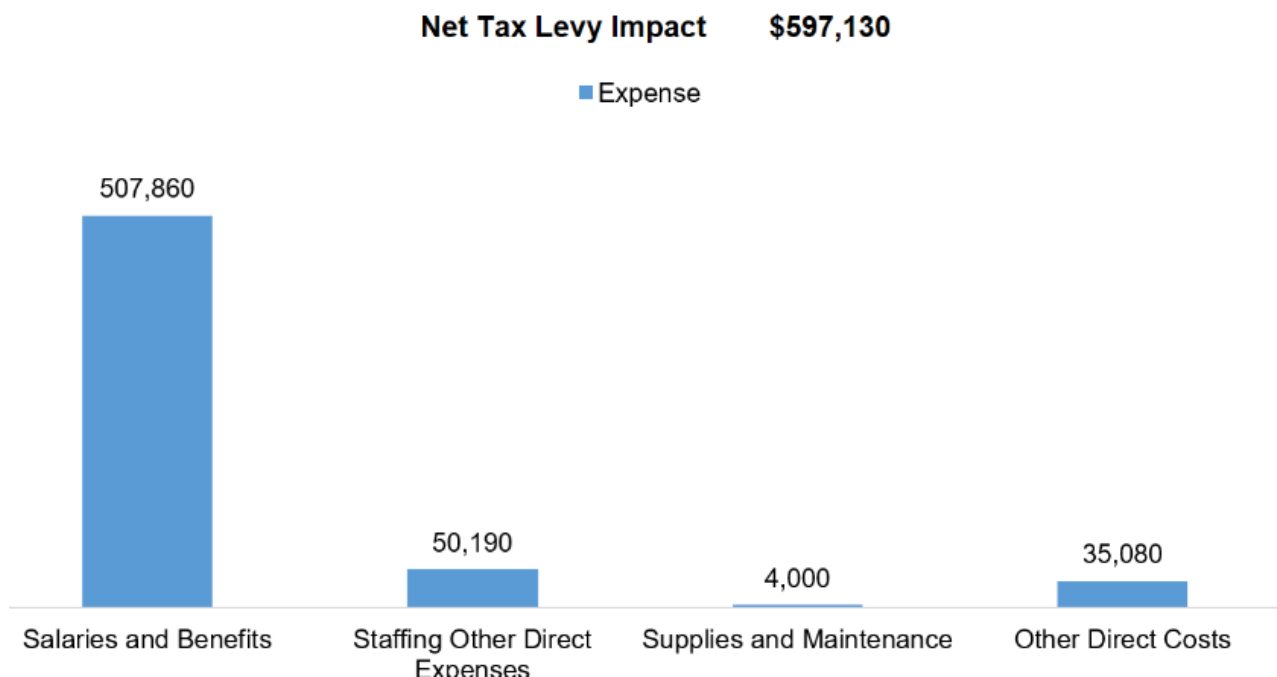 Net Tax Levy Impact $597,130
Expense
507,860
50,190
4,000
35,080
Salaries and Benefits
Staffing Other Direct
Expenses
Supplies and Maintenance
Other Direct Costs